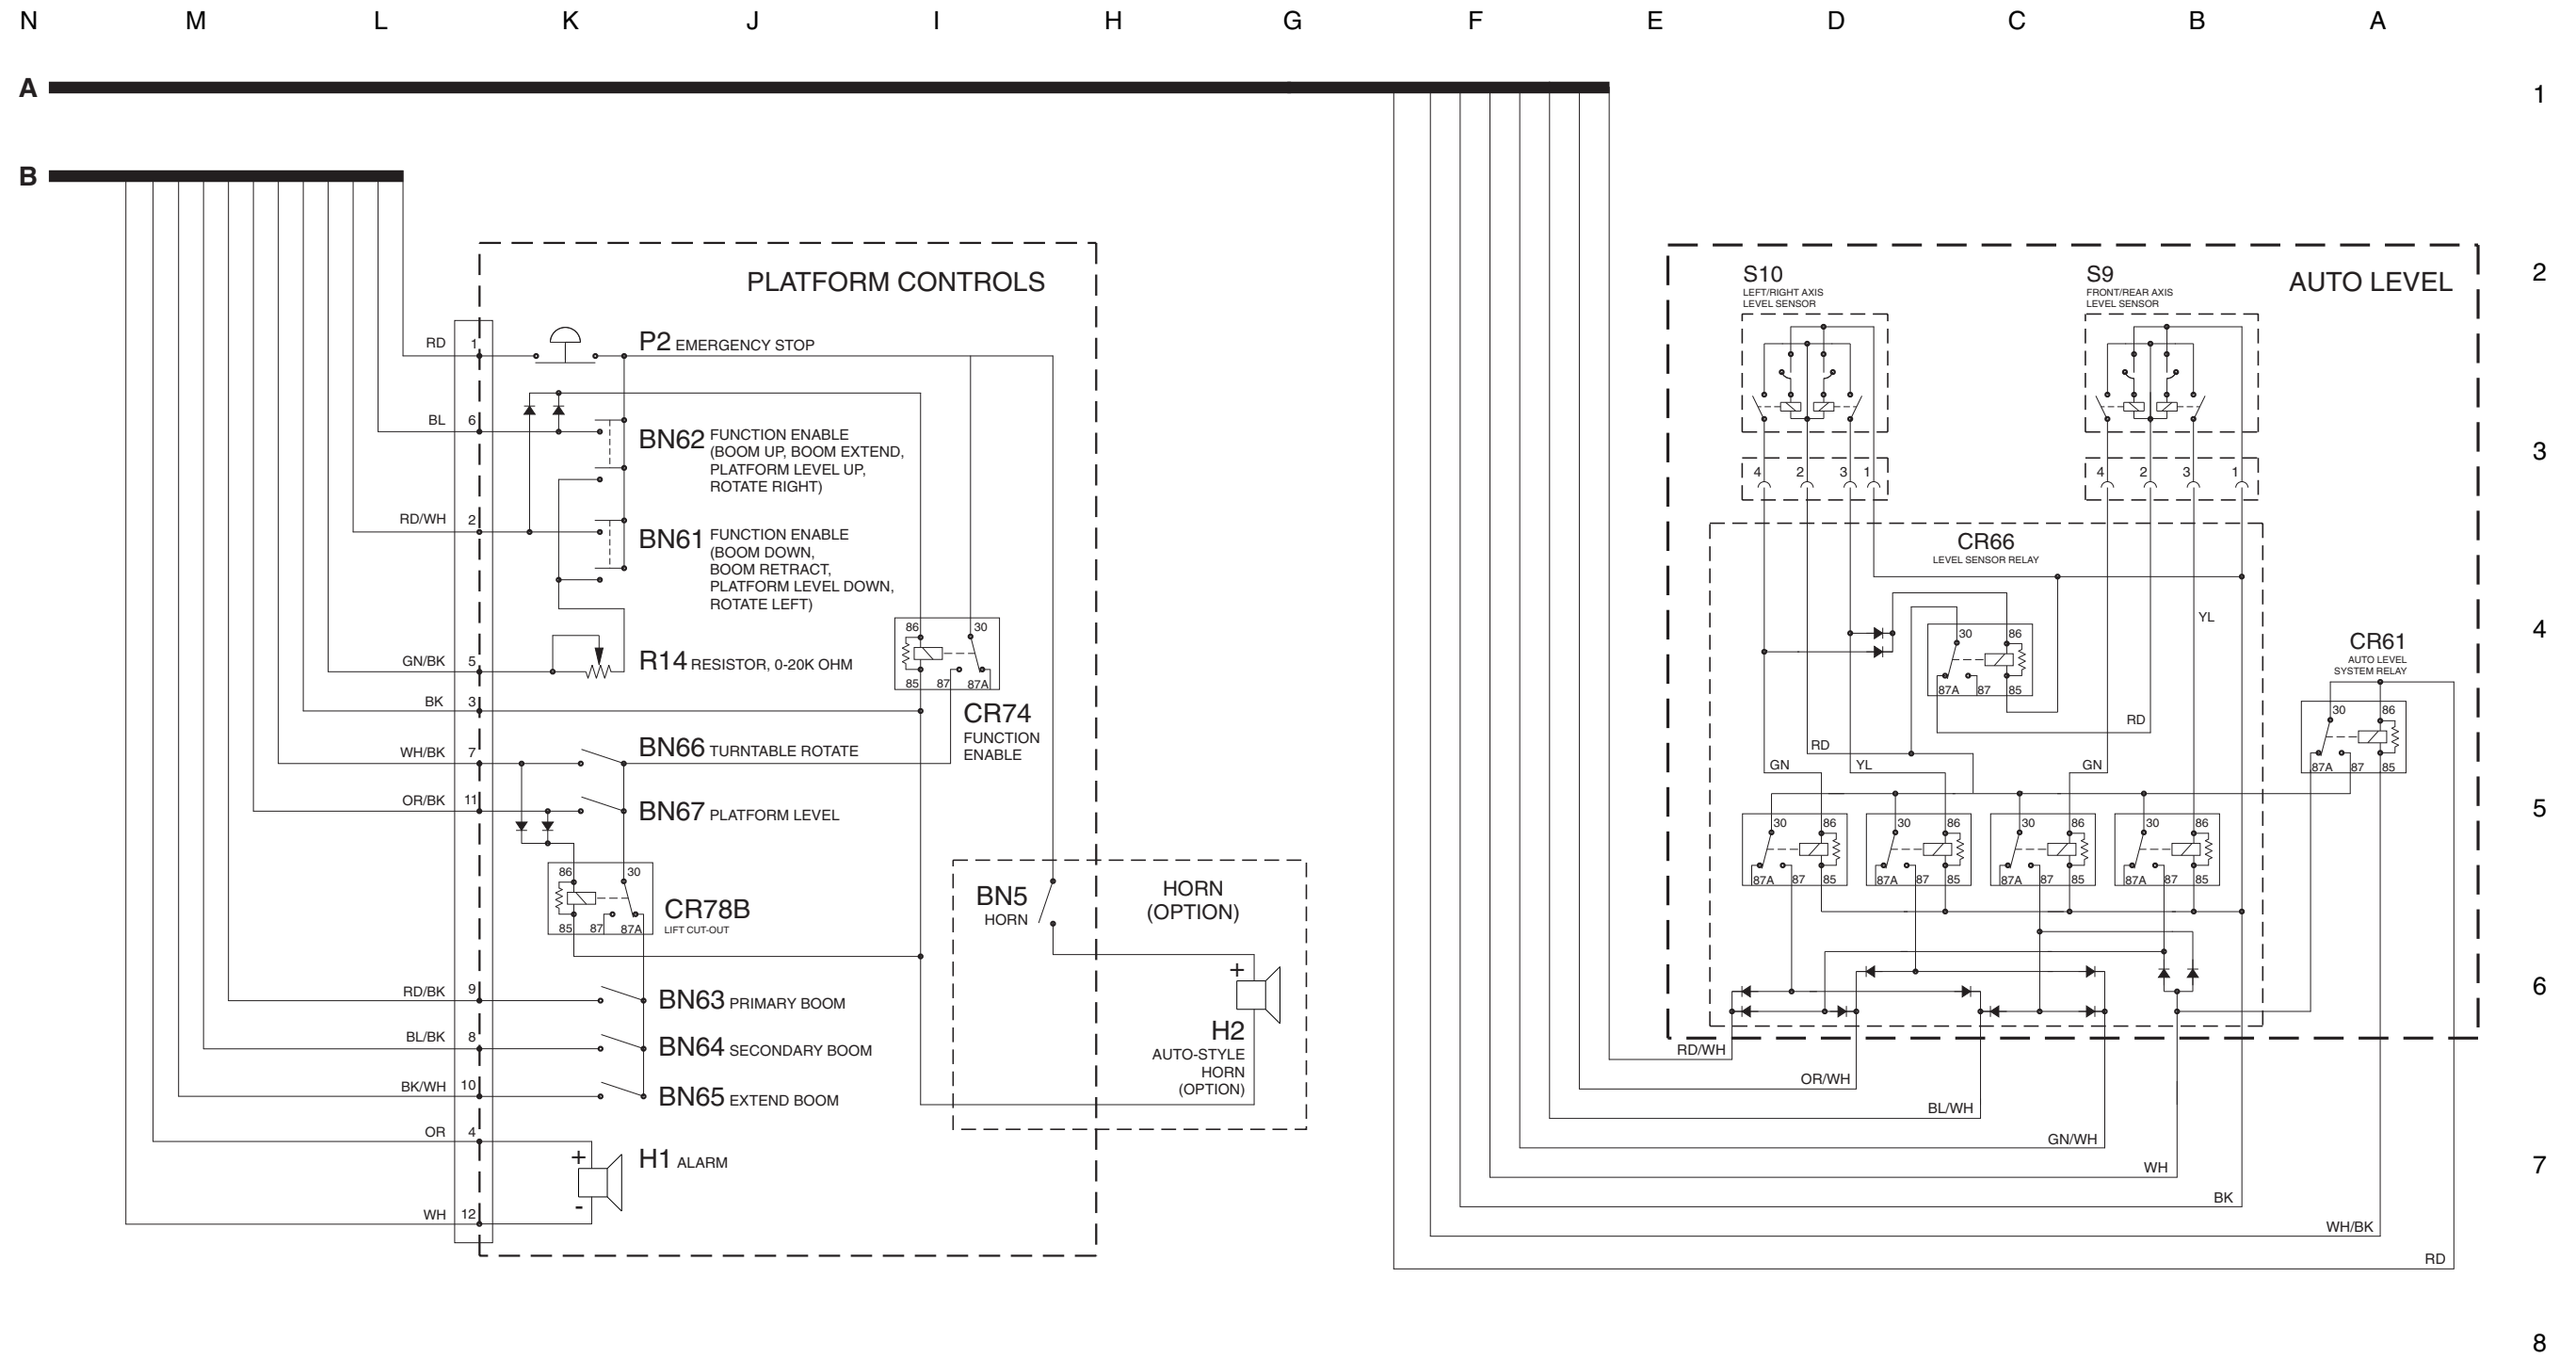 N M L K J I H G F E D C B A
A
1
B
PLATFORM CONTROLS
2
S10
LEFT/RIGHT AXIS
LEVEL SENSOR
S9
FRONT/REAR AXIS
LEVEL SENSOR
AUTO LEVEL
RD 1
P2 EMERGENCY STOP
BL 6
BN62 FUNCTION ENABLE
(BOOM UP, BOOM EXTEND,
PLATFORM LEVEL UP,
ROTATE RIGHT)
3
4 2 3 1
4 2 3 1
RD/WH 2
BN61 FUNCTION ENABLE
(BOOM DOWN,
BOOM RETRACT,
PLATFORM LEVEL DOWN,
ROTATE LEFT)
CR66
LEVEL SENSOR RELAY
YL
4
86 30
85 87 87A
30 86
87A 87 85
CR61
AUTO LEVEL
SYSTEM RELAY
GN/BK 5
R14 RESISTOR, 0-20K OHM
BK 3
CR74
FUNCTION
ENABLE
30 86
87A 87 85
RD
RD
GN YL GN
WH/BK 7
BN66 TURNTABLE ROTATE
OR/BK 11
BN67 PLATFORM LEVEL
5
30 86 30 86 30 86 30 86
87A 87 85 87A 87 85 87A 87 85 87A 87 85
86 30
85 87 87A
CR78B
LIFT CUT-OUT
BN5
HORN
HORN
(OPTION)
+
RD/BK 9
BN63 PRIMARY BOOM
6
H2
AUTO-STYLE
HORN
(OPTION)
BL/BK 8
BN64 SECONDARY BOOM
RD/WH
OR/WH
BK/WH 10
BN65 EXTEND BOOM
BL/WH
OR 4
GN/WH
+
H1 ALARM
-
7
WH
BK
WH 12
WH/BK
RD
8